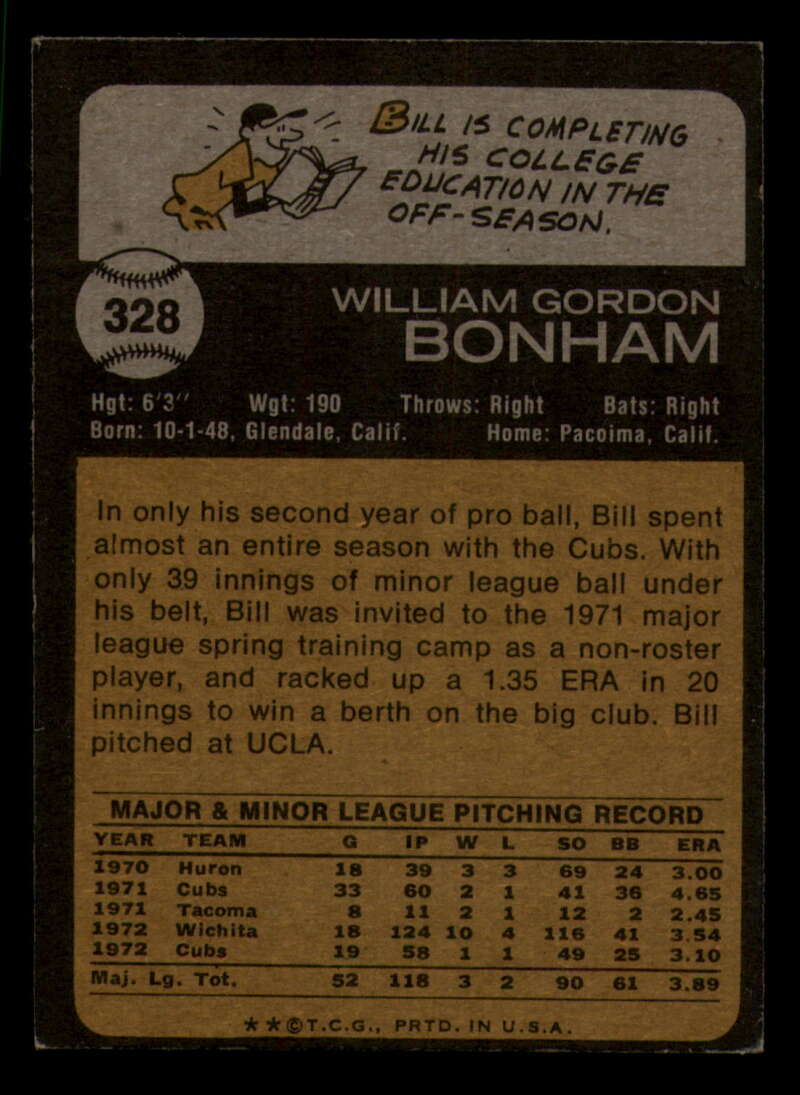 BILL IS COMPLETING
HIS COLLEGE
EDUCATION IN THE
OFF-SEASON.
328
WILLIAM GORDON
BONHAM
Hgt: 6'3" Wgt: 190 Throws: Right Bats: Right
Born: 10-1-48, Glendale, Calif. Home: Pacoima, Calif.
In only his second year of pro ball, Bill spent
almost an entire season with the Cubs. With
only 39 innings of minor league ball under
his belt, Bill was invited to the 1971 major
league spring training camp as a non-roster
player, and racked up a 1.35 ERA in 20
innings to win a berth on the big club. Bill
pitched at UCLA.
MAJOR & MINOR LEAGUE PITCHING RECORD
YEAR TEAM G IP W L SO BB ERA
1970 Huron 18 39 3 3 69 24 3.00
1971 Cubs 33 60 2 1 41 36 4.65
1971 Tacoma 8 11 2 1 12 2 2.45
1972 Wichita 18 124 10 4 116 41 3.54
1972 Cubs 19 58 1 1 49 25 3.10
Maj. Lg. Tot. 52 118 3 2 90 61 3.89
★★©T.C.G., PRTD. IN U.S.A.